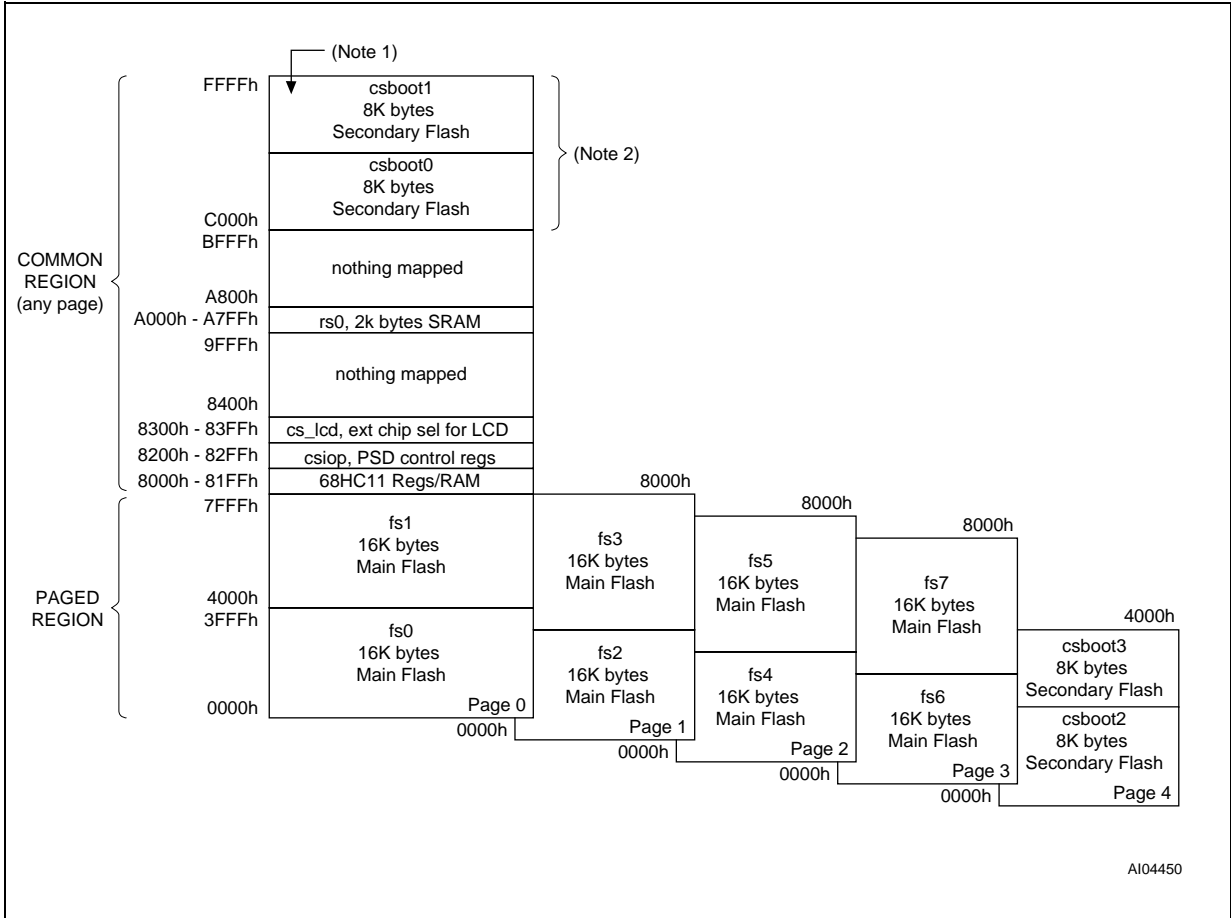 (Note 1)
FFFFh
csboot1
8K bytes
Secondary Flash
csboot0
8K bytes
Secondary Flash
(Note 2)
C000h
BFFFh
nothing mapped
COMMON
REGION
(any page)
A800h
A000h - A7FFh
rs0, 2k bytes SRAM
9FFFh
nothing mapped
8400h
8300h - 83FFh
cs_lcd, ext chip sel for LCD
8200h - 82FFh
csiop, PSD control regs
8000h - 81FFh
68HC11 Regs/RAM
7FFFh
fs1
16K bytes
Main Flash
PAGED
REGION
4000h
3FFFh
fs0
16K bytes
Main Flash
0000h
Page 0
8000h
fs3
16K bytes
Main Flash
fs2
16K bytes
Main Flash
Page 1
0000h
8000h
fs5
16K bytes
Main Flash
fs4
16K bytes
Main Flash
Page 2
0000h
8000h
fs7
16K bytes
Main Flash
fs6
16K bytes
Main Flash
Page 3
0000h
4000h
csboot3
8K bytes
Secondary Flash
csboot2
8K bytes
Secondary Flash
Page 4
0000h
AI04450